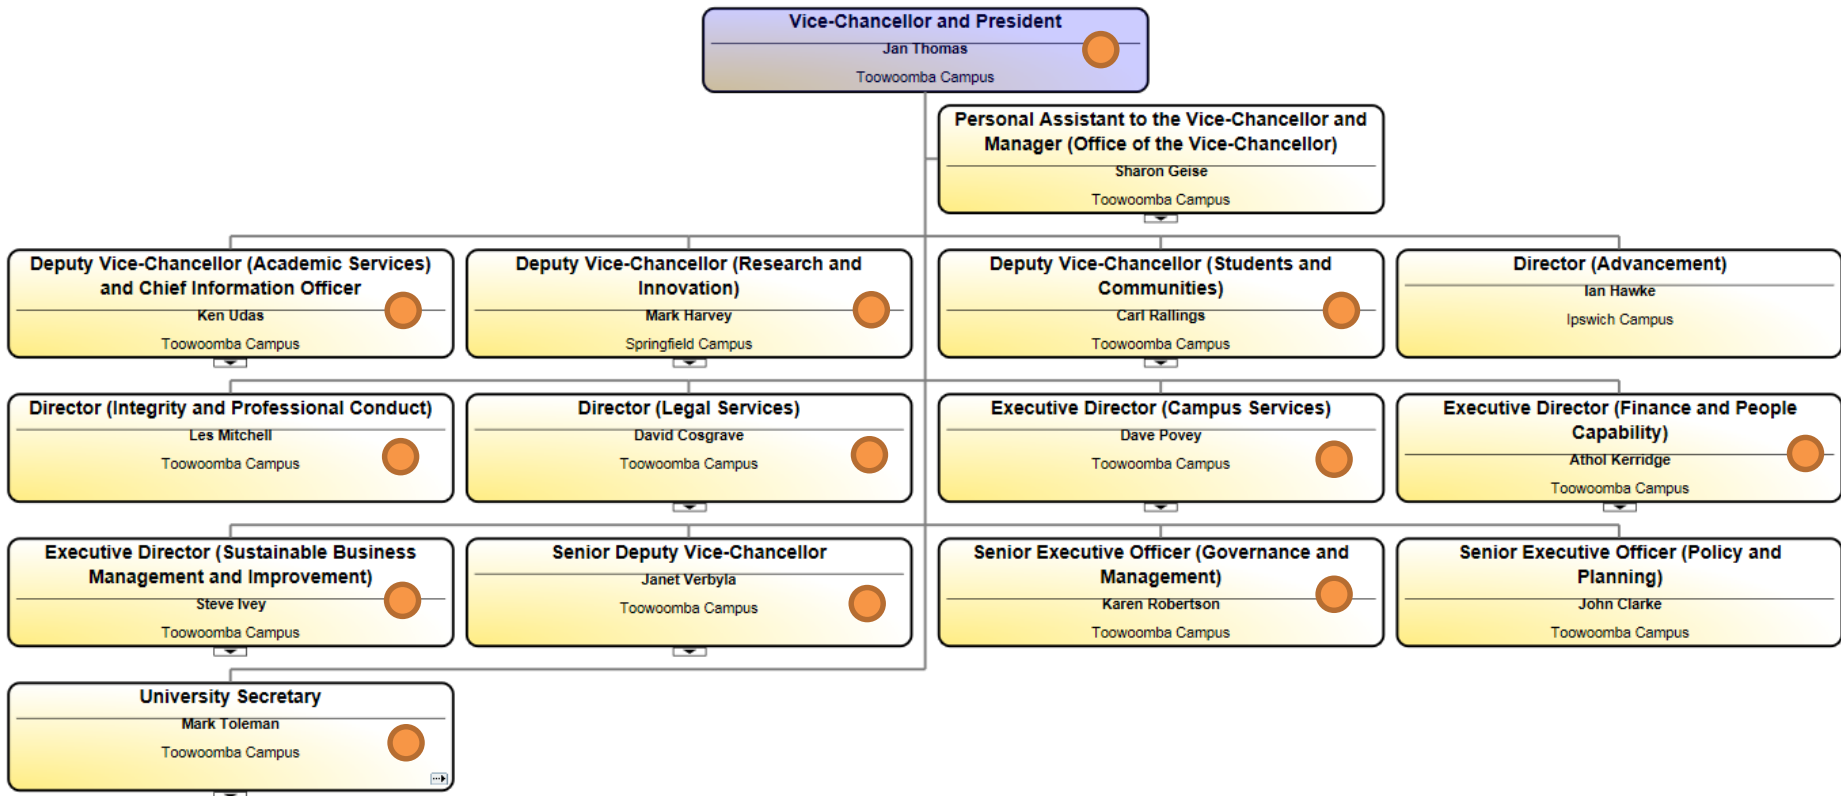 Vice-Chancellor and President
Jan Thomas
Toowoomba Campus
Personal Assistant to the Vice-Chancellor and
Manager (Office of the Vice-Chancellor)
Sharon Geise
Toowoomba Campus
Deputy Vice-Chancellor (Academic Services)
and Chief Information Officer
Ken Udas
Toowoomba Campus
Deputy Vice-Chancellor (Research and
Innovation)
Mark Harvey
Springfield Campus
Deputy Vice-Chancellor (Students and
Communities)
Carl Rallings
Toowoomba Campus
Director (Advancement)
Ian Hawke
Ipswich Campus
Director (Integrity and Professional Conduct)
Les Mitchell
Toowoomba Campus
Director (Legal Services)
David Cosgrave
Toowoomba Campus
Executive Director (Campus Services)
Dave Povey
Toowoomba Campus
Executive Director (Finance and People
Capability)
Athol Kerridge
Toowoomba Campus
Executive Director (Sustainable Business
Management and Improvement)
Steve Ivey
Toowoomba Campus
Senior Deputy Vice-Chancellor
Janet Verbyla
Toowoomba Campus
Senior Executive Officer (Governance and
Management)
Karen Robertson
Toowoomba Campus
Senior Executive Officer (Policy and
Planning)
John Clarke
Toowoomba Campus
University Secretary
Mark Toleman
Toowoomba Campus